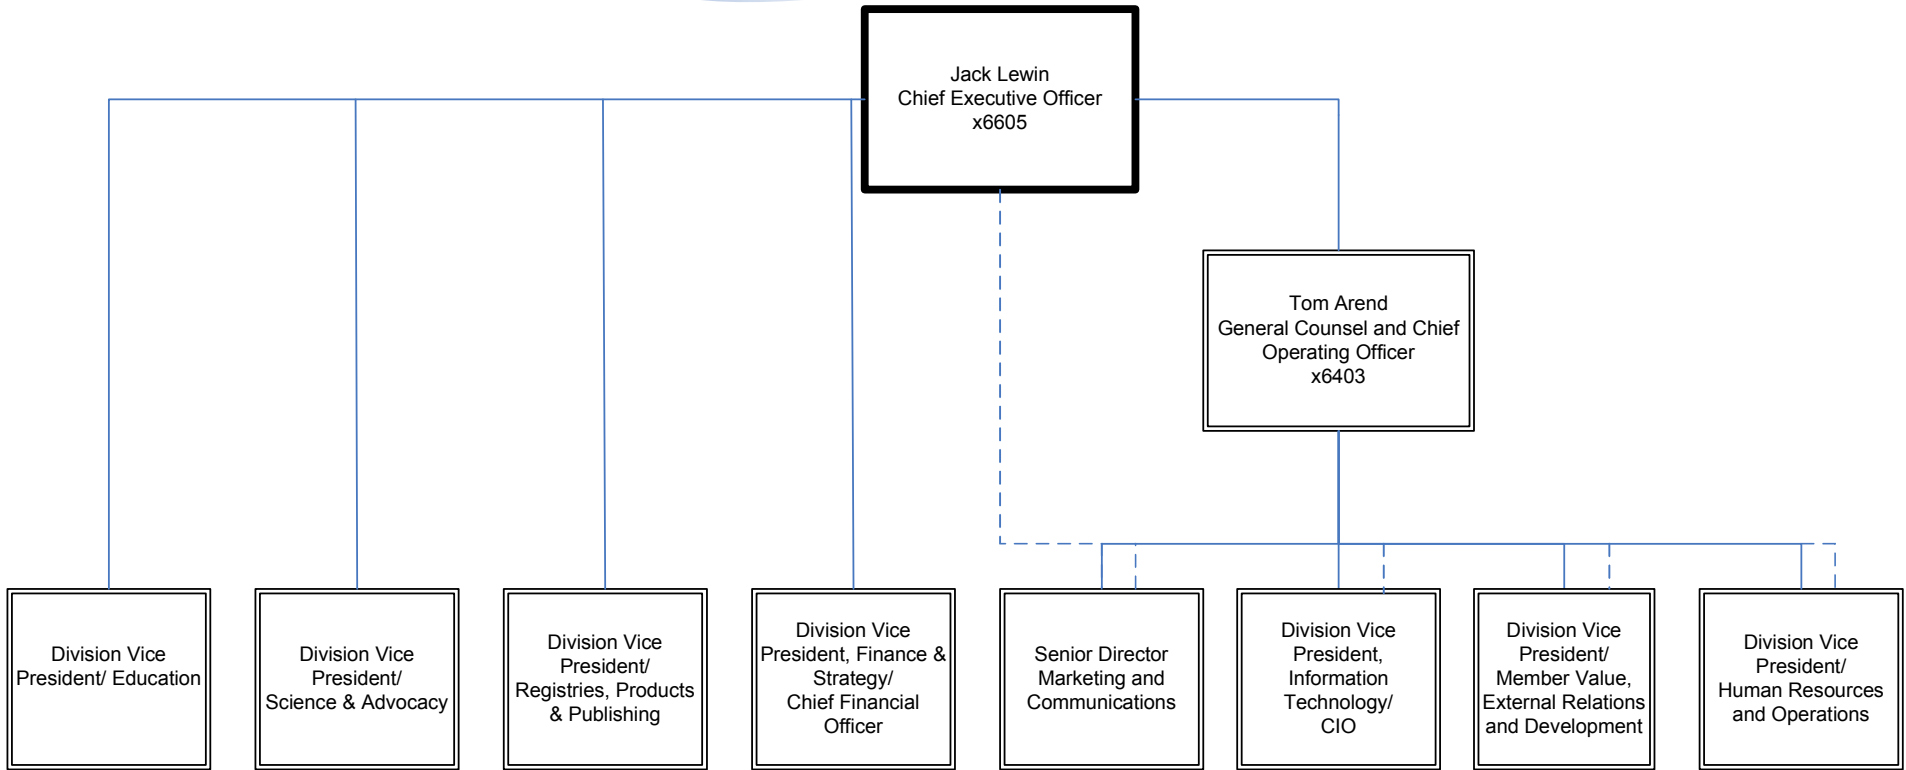 Jack Lewin
Chief Executive Officer
x6605
Tom Arend
General Counsel and Chief
Operating Officer
x6403
Division Vice
President/ Education
Division Vice
President/
Science & Advocacy
Division Vice
President/
Registries, Products
& Publishing
Division Vice
President, Finance &
Strategy/
Chief Financial
Officer
Senior Director
Marketing and
Communications
Division Vice
President,
Information
Technology/
CIO
Division Vice
President/
Member Value,
External Relations
and Development
Division Vice
President/
Human Resources
and Operations